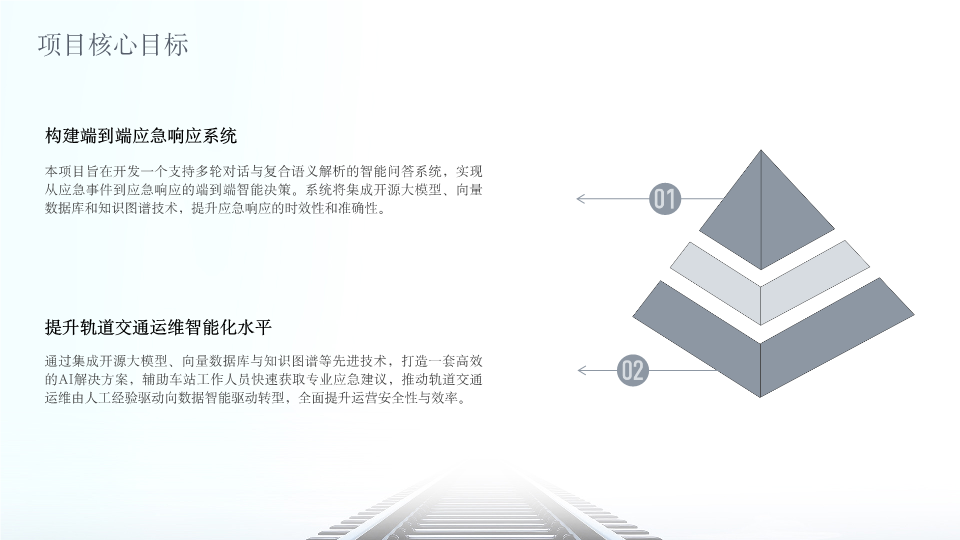 项目核心目标
构建端到端应急响应系统
本项目旨在开发一个支持多轮对话与复合语义解析的智能问答系统，实现
从应急事件到应急响应的端到端智能决策。系统将集成开源大模型、向量
数据库和知识图谱技术，提升应急响应的时效性和准确性。
01
提升轨道交通运维智能化水平
通过集成开源大模型、向量数据库与知识图谱等先进技术，打造一套高效
的AI解决方案，辅助车站工作人员快速获取专业应急建议，推动轨道交通
运维由人工经验驱动向数据智能驱动转型，全面提升运营安全性与效率。
02